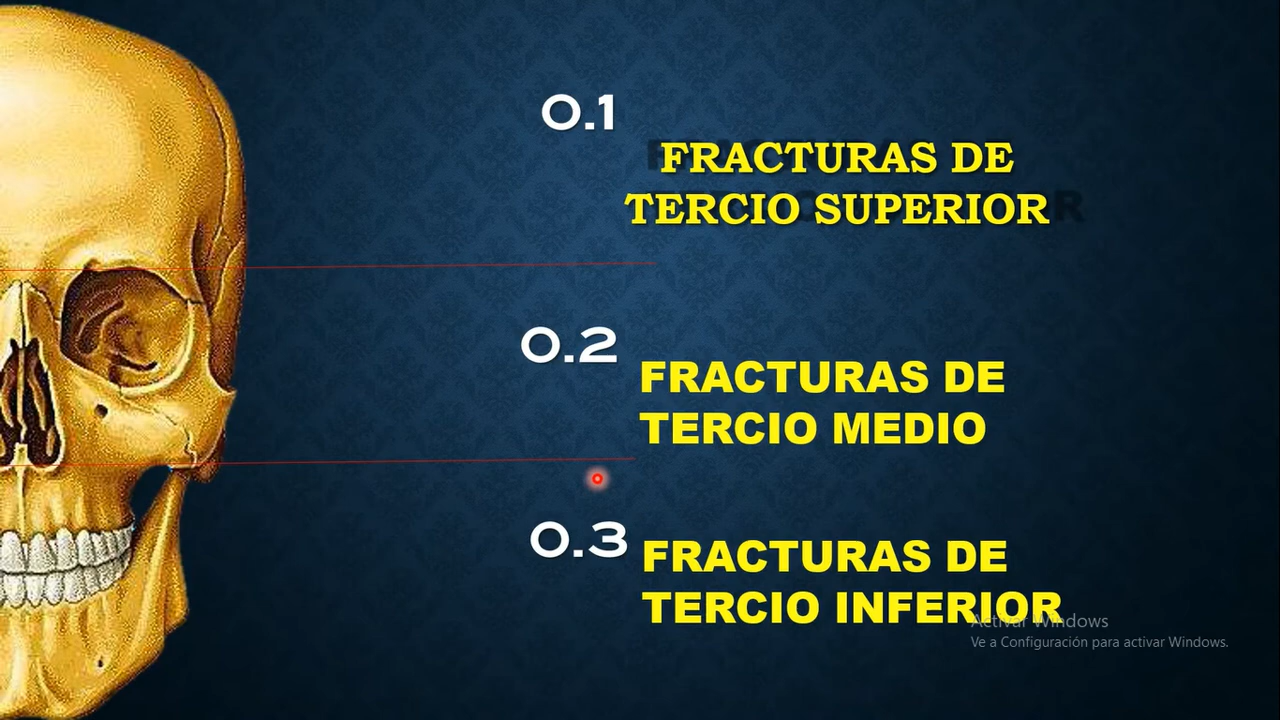 0.1
FRACTURAS DE
TERCIO SUPERIOR
0.2
FRACTURAS DE
TERCIO MEDIO
0.3
FRACTURAS DE
TERCIO INFERIOR
Activar Windows
Ve a Configuración para activar Windows.